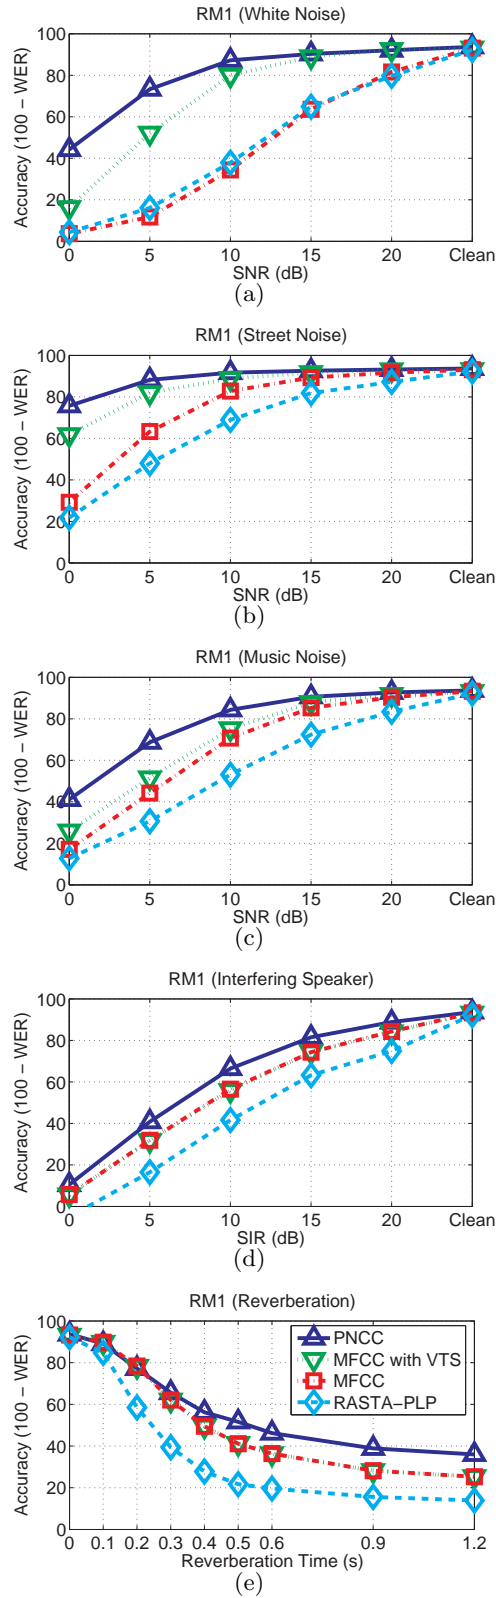 RM1 (White Noise)
Accuracy (100 − WER)
100
80
60
40
20
0
0 5 10 15 20 Clean
SNR (dB)
(a)
RM1 (Street Noise)
Accuracy (100 − WER)
100
80
60
40
20
0
0 5 10 15 20 Clean
SNR (dB)
(b)
RM1 (Music Noise)
Accuracy (100 − WER)
100
80
60
40
20
0
0 5 10 15 20 Clean
SNR (dB)
(c)
RM1 (Interfering Speaker)
Accuracy (100 − WER)
100
80
60
40
20
0
0 5 10 15 20 Clean
SIR (dB)
(d)
RM1 (Reverberation)
Accuracy (100 − WER)
100
80
60
40
20
0
PNCC
MFCC with VTS
MFCC
RASTA−PLP
0 0.1 0.2 0.3 0.4 0.5 0.6 0.9 1.2
Reverberation Time (s)
(e)